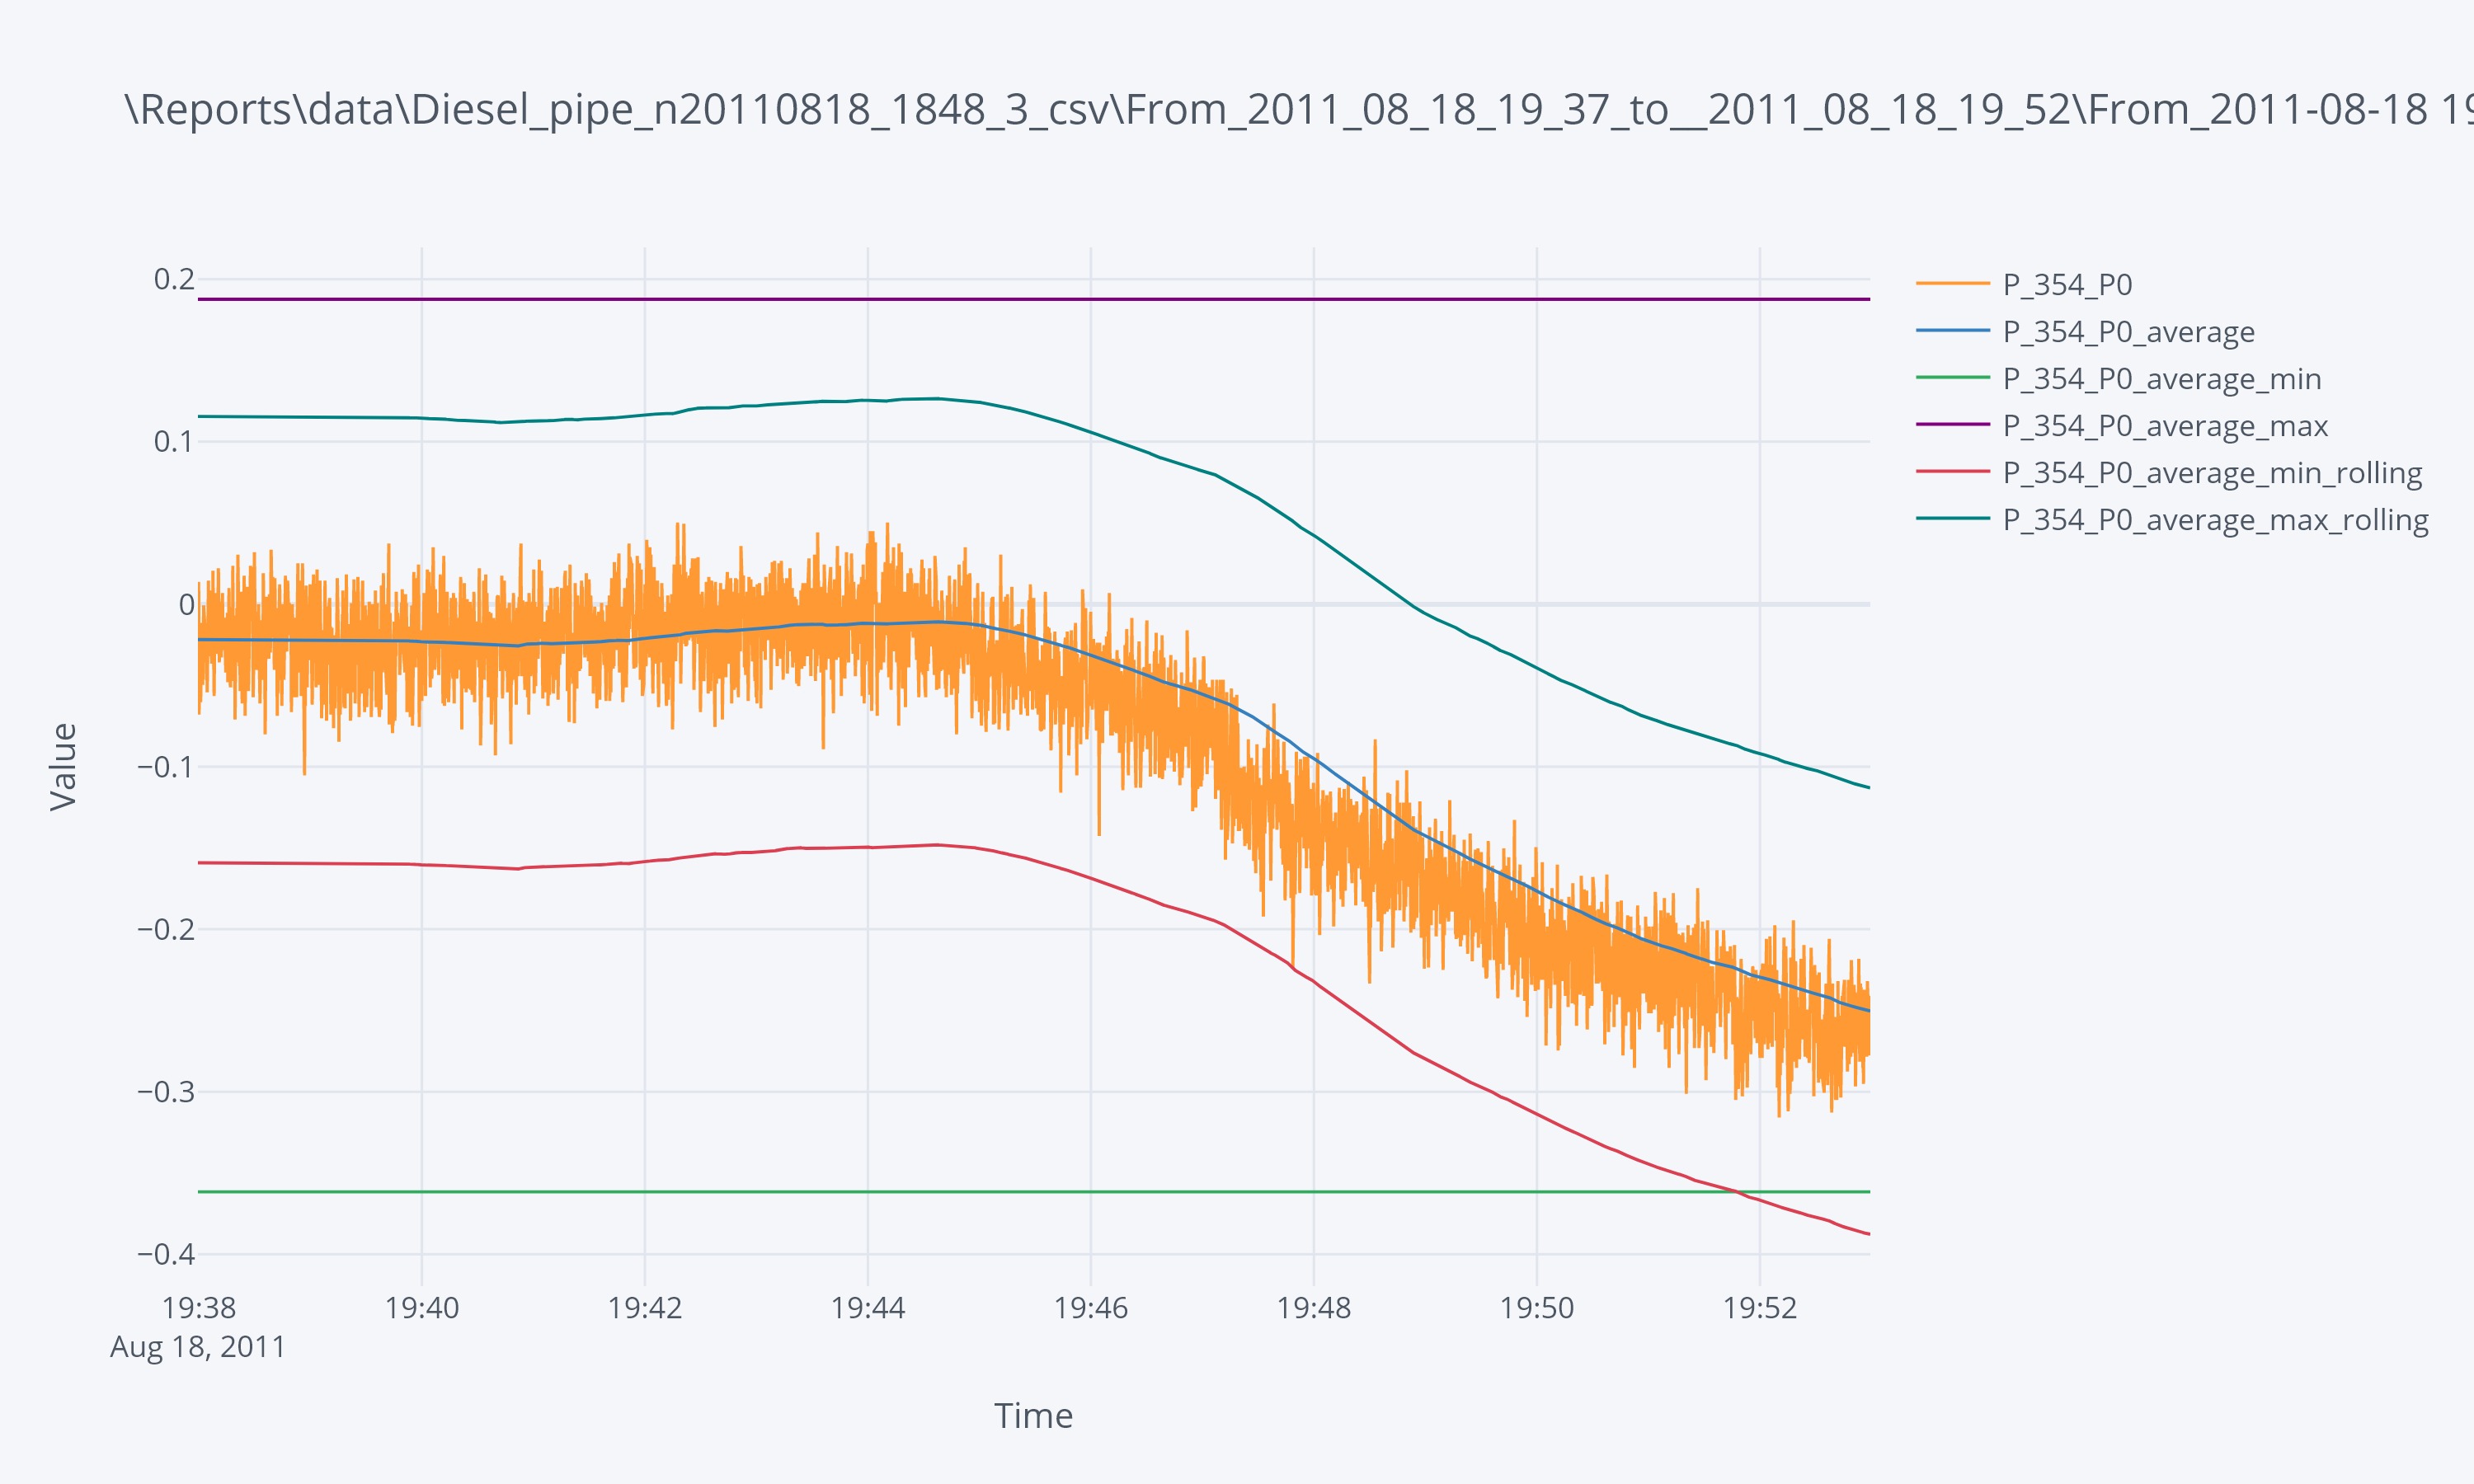 \Reports\data\Diesel_pipe_n20110818_1848_3_csv\From_2011_08_18_19_37_to__2011_08_18_19_52\From_2011-08-18 19
0.2
0.1
0
−0.1
−0.2
−0.3
−0.4
Value
19:38
Aug 18, 2011
19:40
19:42
19:44
19:46
19:48
19:50
19:52
Time
P_354_P0
P_354_P0_average
P_354_P0_average_min
P_354_P0_average_max
P_354_P0_average_min_rolling
P_354_P0_average_max_rolling